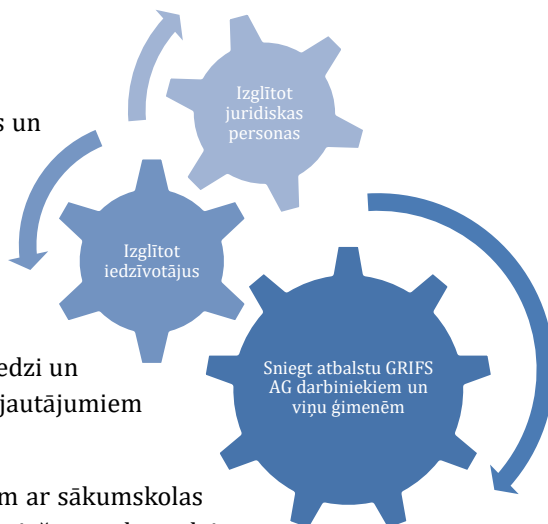 Izglītot
juridiskas
personas
s un
Izglītot
iedzīvotājus
edzi un
jautājumiem
Sniegt atbalstu GRIFS
AG darbiniekiem un
viņu ģimenēm
m ar sākumskolas